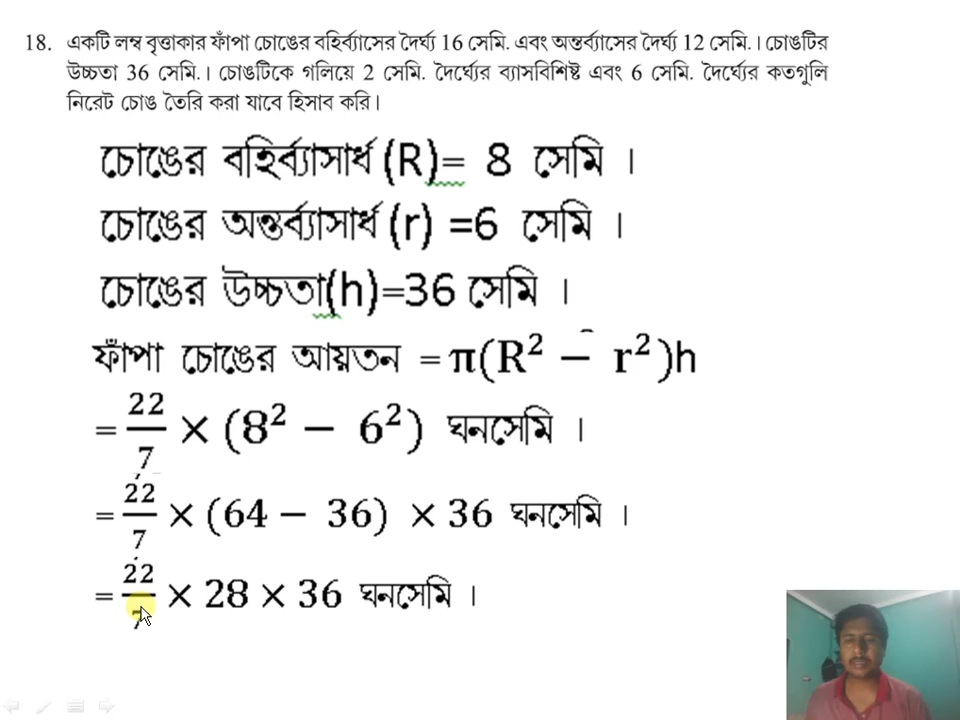 18. একটি লম্ব বৃত্তাকার ফাঁপা চোঙের বহির্ব্যাসের দৈর্ঘ্য 16 সেমি. এবং অন্তর্ব্যাসের দৈর্ঘ্য 12 সেমি.। চোঙটির
উচ্চতা 36 সেমি.। চোঙটিকে গলিয়ে 2 সেমি. দৈর্ঘ্যের ব্যাসবিশিষ্ট এবং 6 সেমি. দৈর্ঘ্যের কতগুলি
নিরেট চোঙ তৈরি করা যাবে হিসাব করি।
চোঙের বহির্ব্যাসার্ধ (R)= 8 সেমি ।
চোঙের অন্তর্ব্যাসার্ধ (r) =6 সেমি ।
চোঙের উচ্চতা(h)=36 সেমি ।
ফাঁপা চোঙের আয়তন = π(R² − r²)h
= 22/7 × (8² − 6²) ঘনসেমি ।
= 22/7 × (64 − 36) × 36 ঘনসেমি ।
= 22/7 × 28 × 36 ঘনসেমি ।